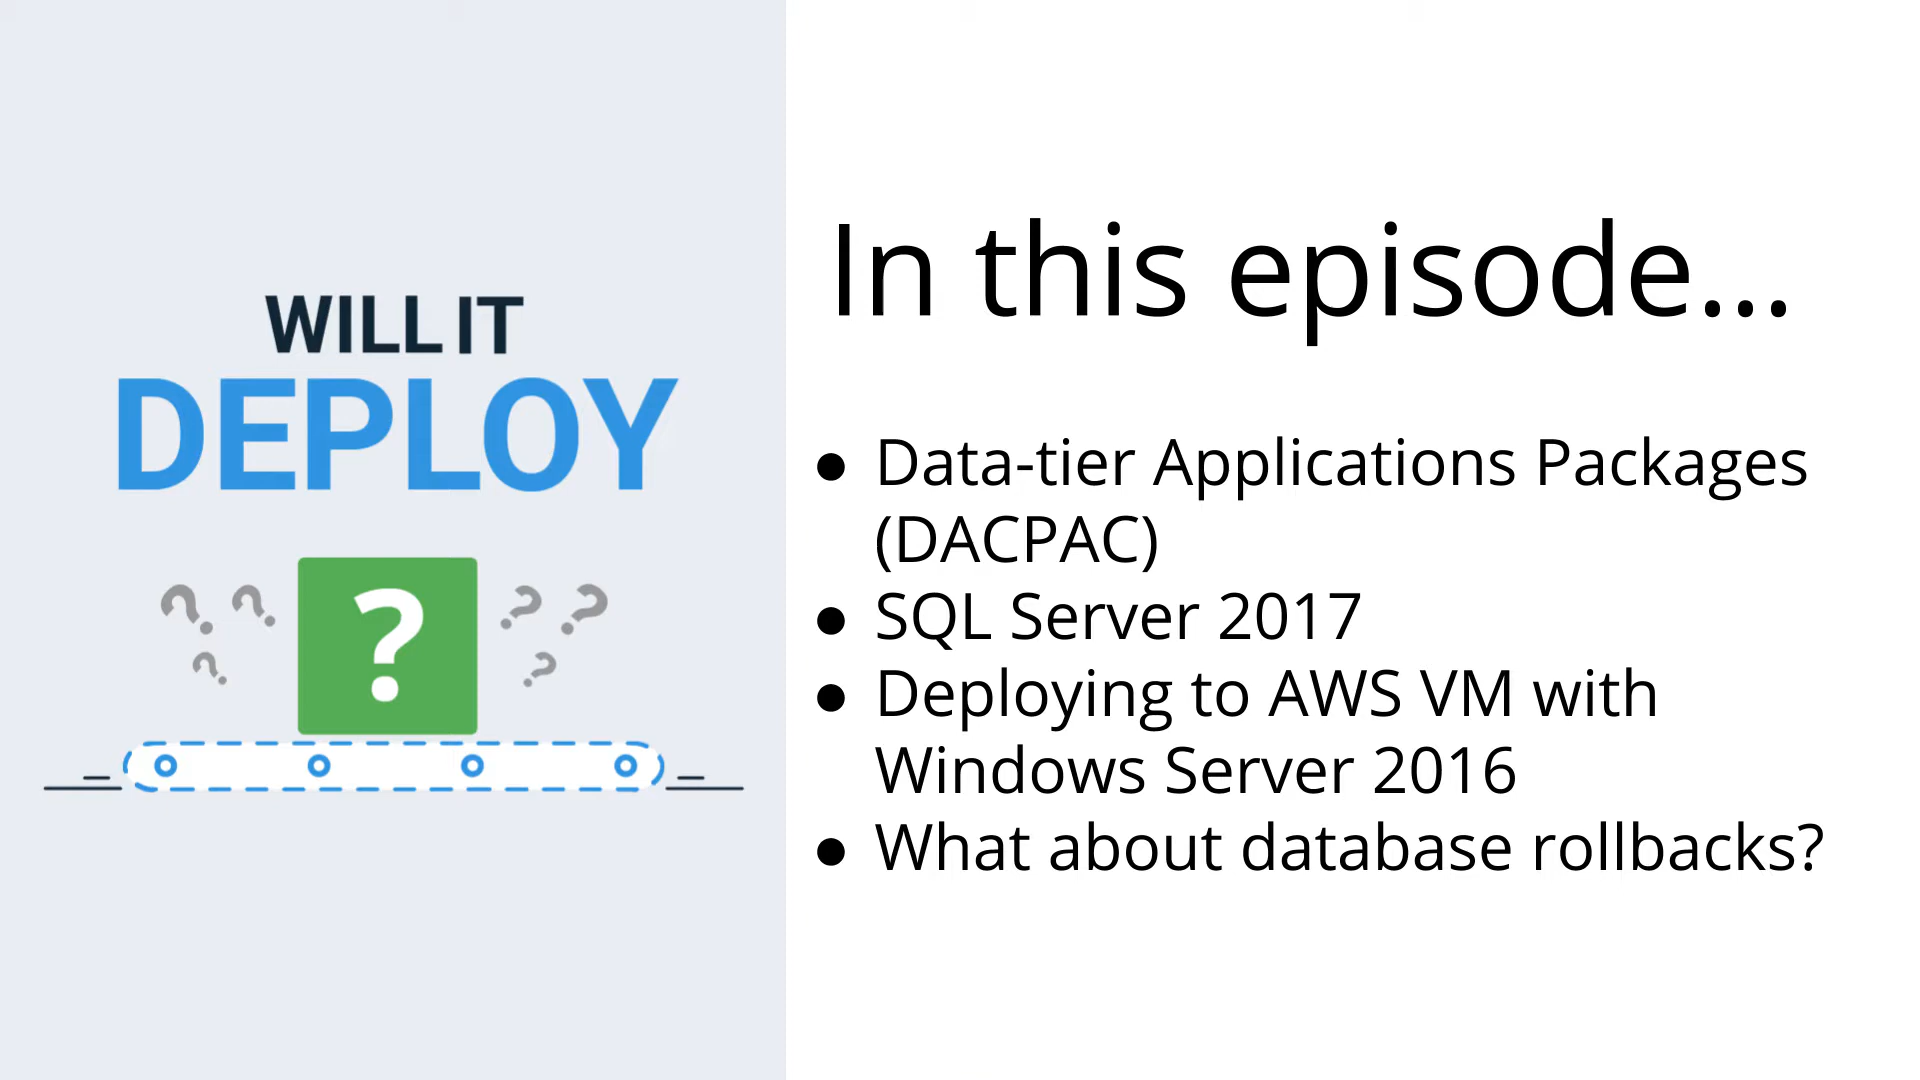 WILL IT
DEPLOY
? ? ? ? ?
? ?
In this episode...
● Data-tier Applications Packages
(DACPAC)
● SQL Server 2017
● Deploying to AWS VM with
Windows Server 2016
● What about database rollbacks?